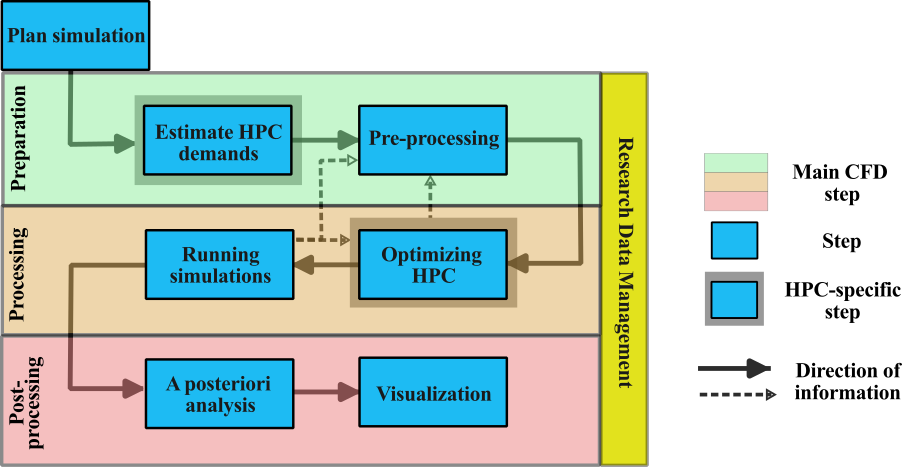 Plan simulation
Preparation
Estimate HPC
demands
Pre-processing
Processing
Running
simulations
Optimizing
HPC
Post-
processing
A posteriori
analysis
Visualization
Research Data Management
Main CFD
step
Step
HPC-specific
step
Direction of
information